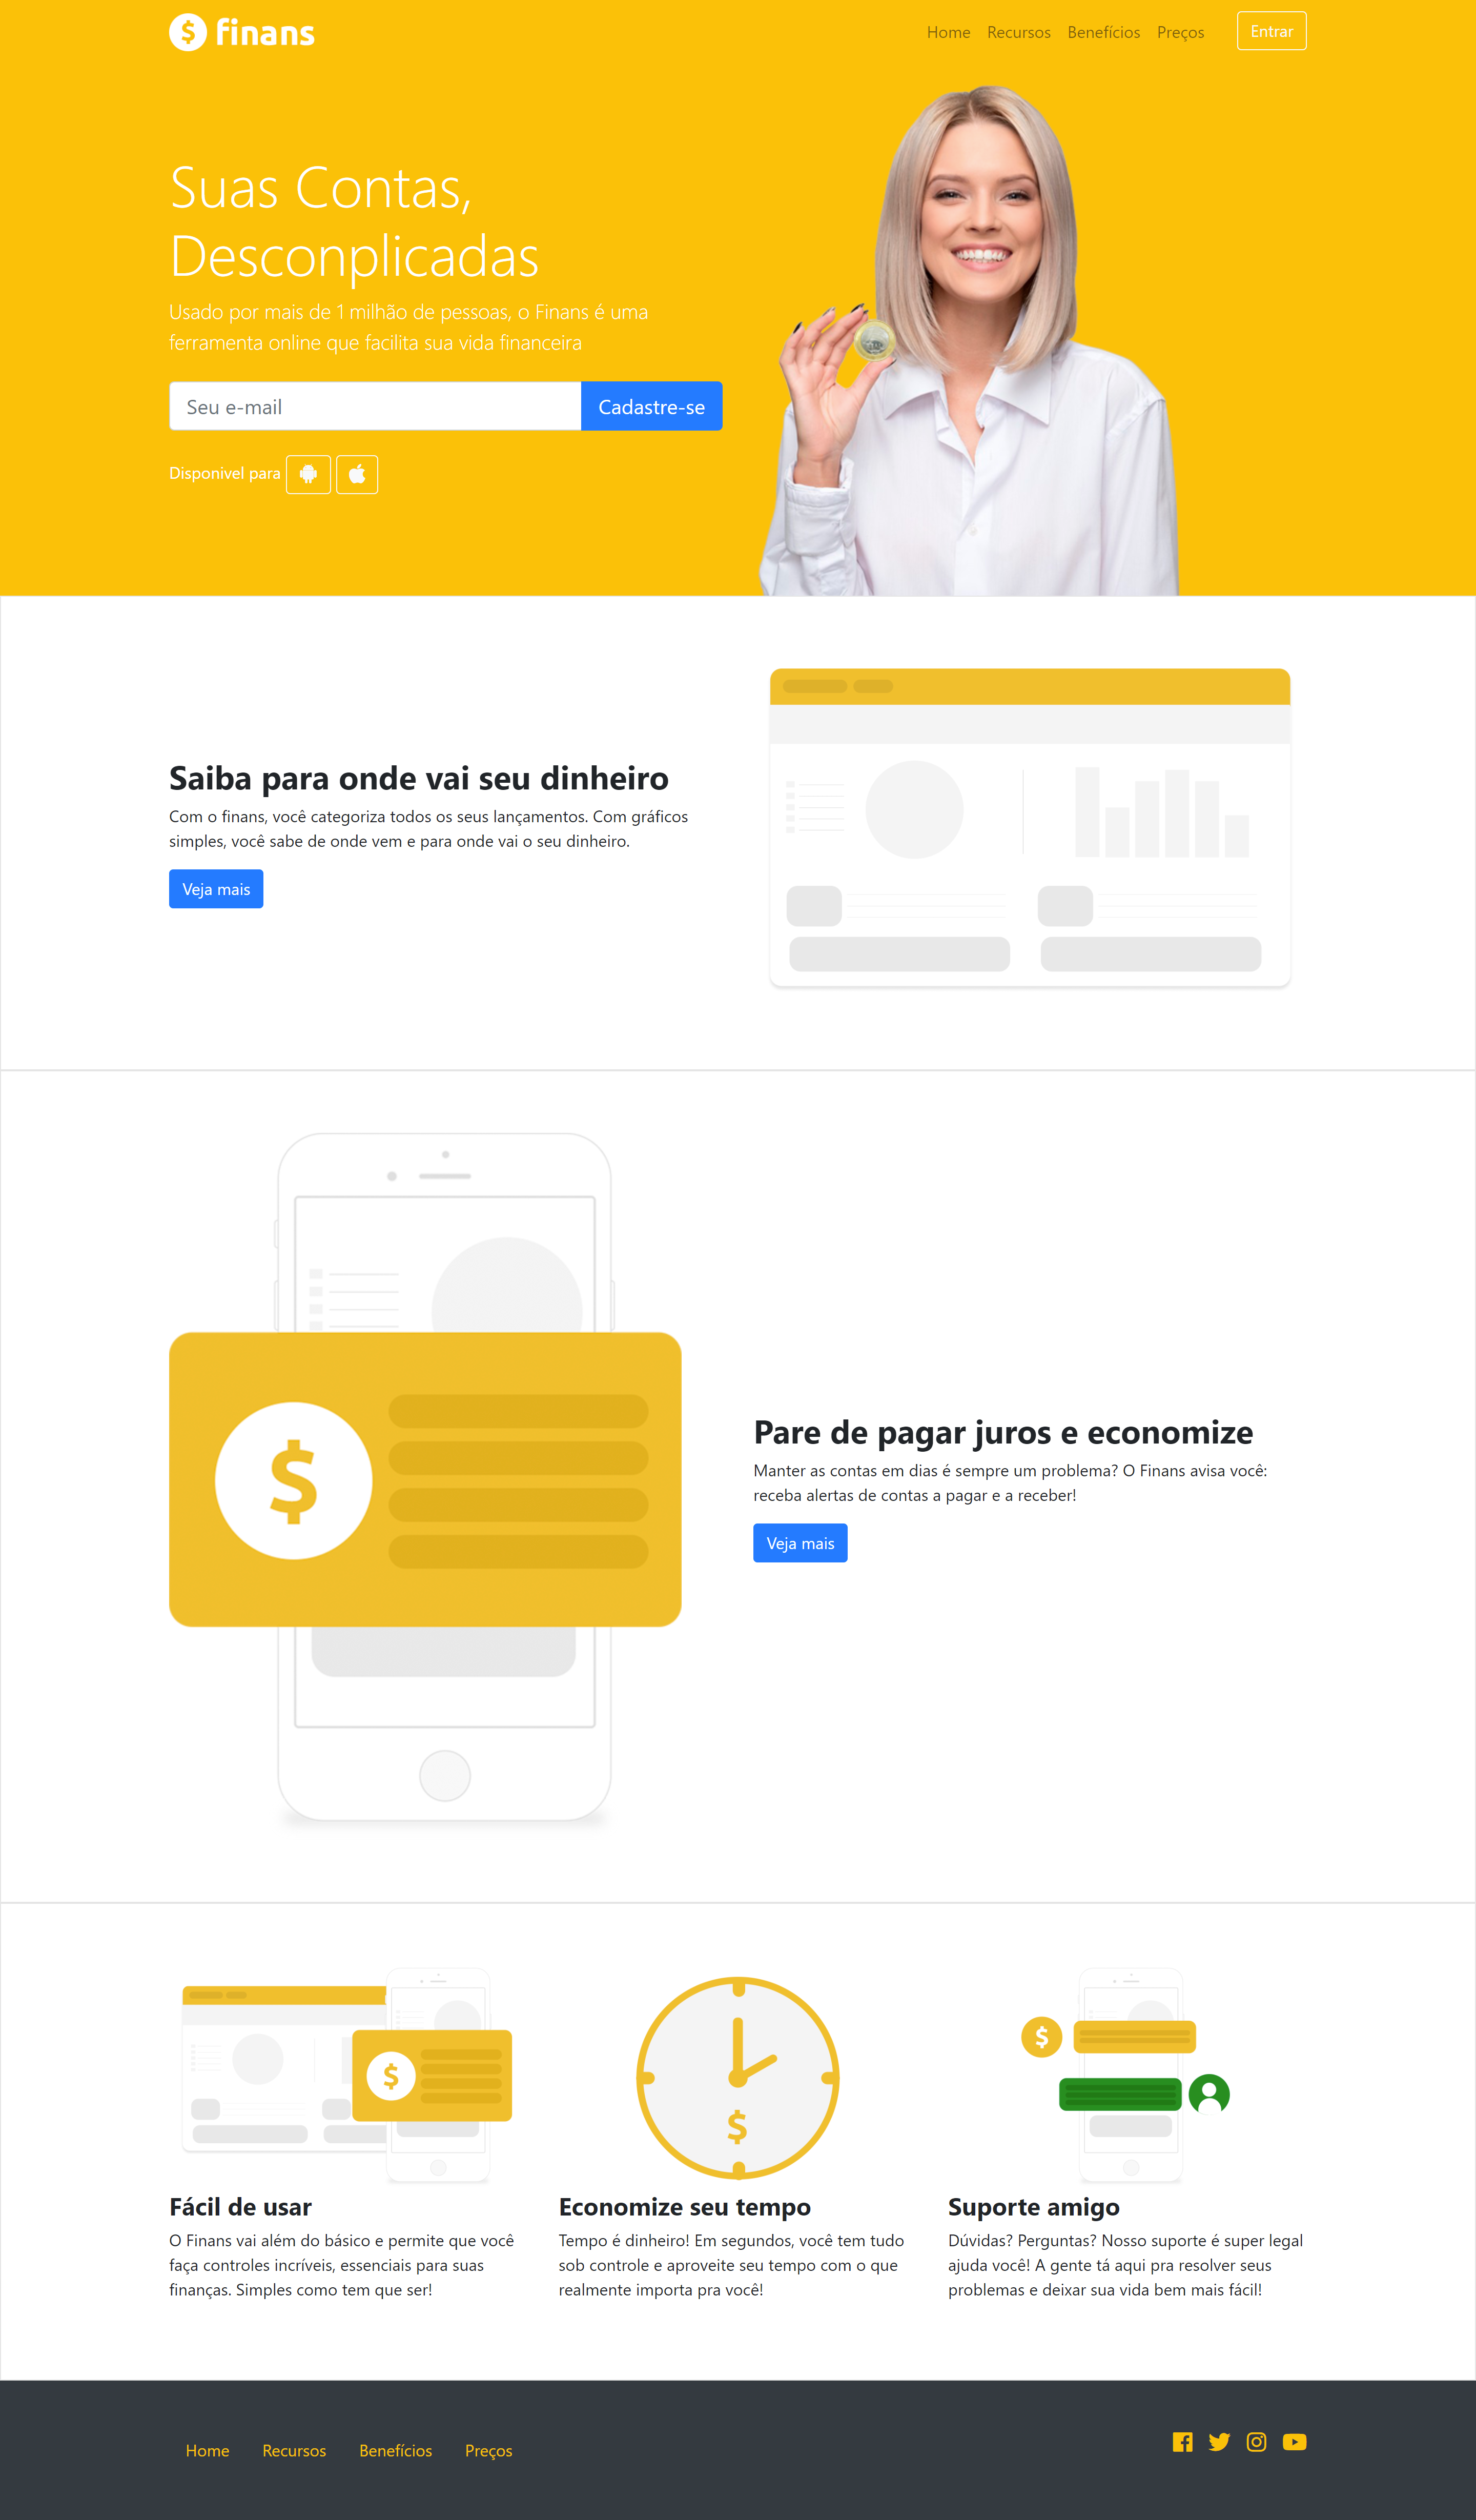 finans
Home Recursos Benefícios Preços Entrar
Suas Contas,
Desconplicadas
Usado por mais de 1 milhão de pessoas, o Finans é uma
ferramenta online que facilita sua vida financeira
Seu e-mail Cadastre-se
Disponivel para
Saiba para onde vai seu dinheiro
Com o finans, você categoriza todos os seus lançamentos. Com gráficos
simples, você sabe de onde vem e para onde vai o seu dinheiro.
Veja mais
$
Pare de pagar juros e economize
Manter as contas em dias é sempre um problema? O Finans avisa você:
receba alertas de contas a pagar e a receber!
Veja mais
$
$
$
Fácil de usar
O Finans vai além do básico e permite que você
faça controles incríveis, essenciais para suas
finanças. Simples como tem que ser!
Economize seu tempo
Tempo é dinheiro! Em segundos, você tem tudo
sob controle e aproveite seu tempo com o que
realmente importa pra você!
Suporte amigo
Dúvidas? Perguntas? Nosso suporte é super legal
ajuda você! A gente tá aqui pra resolver seus
problemas e deixar sua vida bem mais fácil!
Home Recursos Benefícios Preços